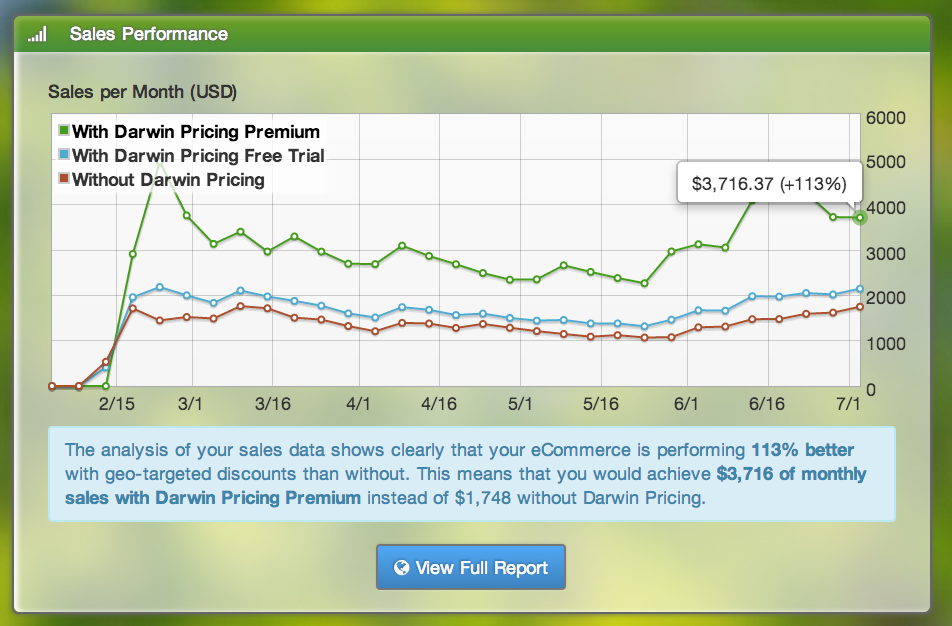 Sales Performance
Sales per Month (USD)
With Darwin Pricing Premium
With Darwin Pricing Free Trial
Without Darwin Pricing
$3,716.37 (+113%)
6000
5000
4000
3000
2000
1000
0
2/15 3/1 3/16 4/1 4/16 5/1 5/16 6/1 6/16 7/1
The analysis of your sales data shows clearly that your eCommerce is performing 113% better
with geo-targeted discounts than without. This means that you would achieve $3,716 of monthly
sales with Darwin Pricing Premium instead of $1,748 without Darwin Pricing.
View Full Report